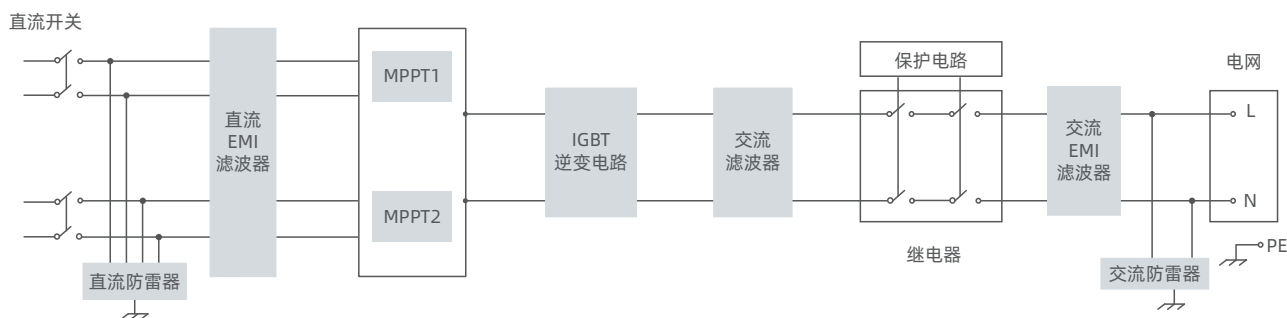 直流开关
直流
EMI
滤波器
MPPT1
MPPT2
直流防雷器
IGBT
逆变电路
交流
滤波器
保护电路
继电器
交流
EMI
滤波器
电网
L
N
PE
交流防雷器